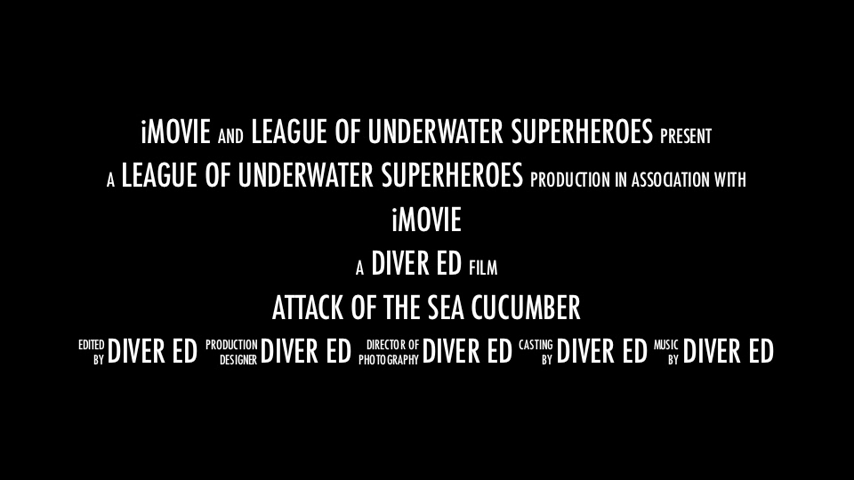 iMOVIE AND LEAGUE OF UNDERWATER SUPERHEROES PRESENT
A LEAGUE OF UNDERWATER SUPERHEROES PRODUCTION IN ASSOCIATION WITH
iMOVIE
A DIVER ED FILM
ATTACK OF THE SEA CUCUMBER
EDITED BY DIVER ED PRODUCTION DESIGNER DIVER ED DIRECTOR OF PHOTOGRAPHY DIVER ED CASTING BY DIVER ED MUSIC BY DIVER ED